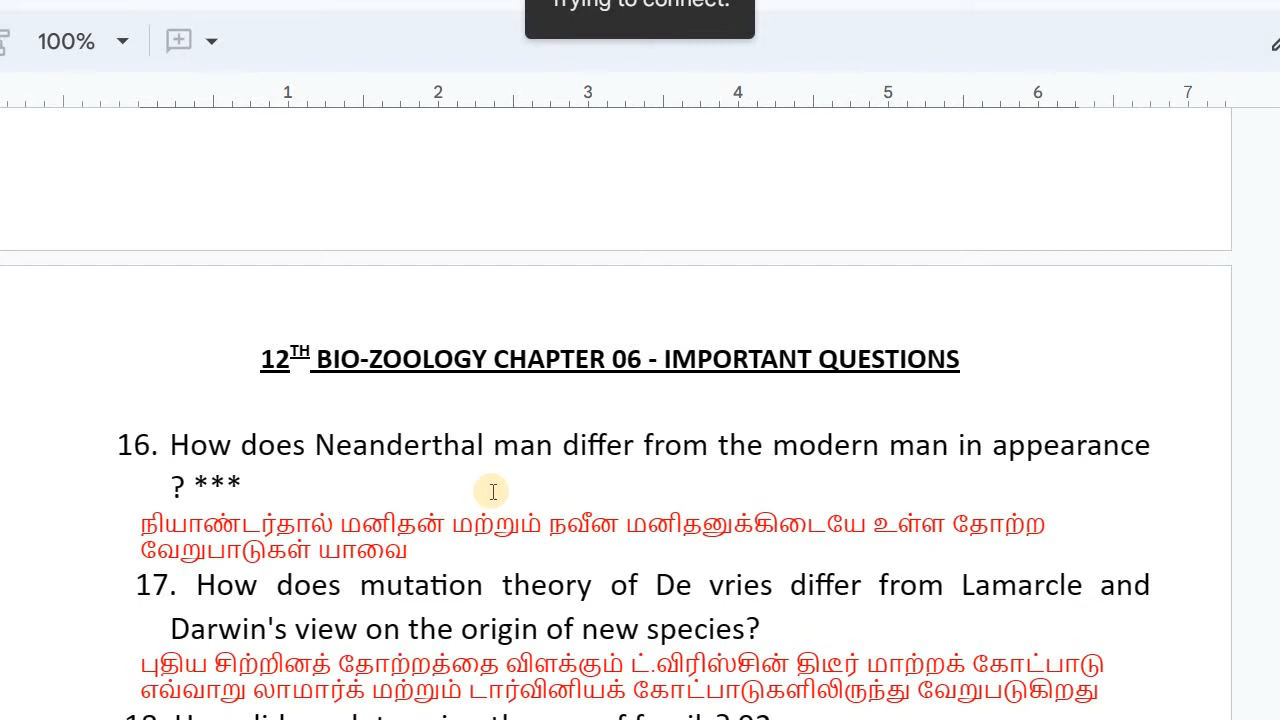 Trying to connect.
100%
1 2 3 4 5 6 7
12TH BIO-ZOOLOGY CHAPTER 06 - IMPORTANT QUESTIONS
16. How does Neanderthal man differ from the modern man in appearance
? ***
நியாண்டர்தால் மனிதன் மற்றும் நவீன மனிதனுக்கிடையே உள்ள தோற்ற
வேறுபாடுகள் யாவை
17. How does mutation theory of De vries differ from Lamarcle and
Darwin's view on the origin of new species?
புதிய சிற்றினத் தோற்றத்தை விளக்கும் ட்.விரிஸ்சின் திடீர் மாற்றக் கோட்பாடு
எவ்வாறு லாமார்க் மற்றும் டார்வினியக் கோட்பாடுகளிலிருந்து வேறுபடுகிறது